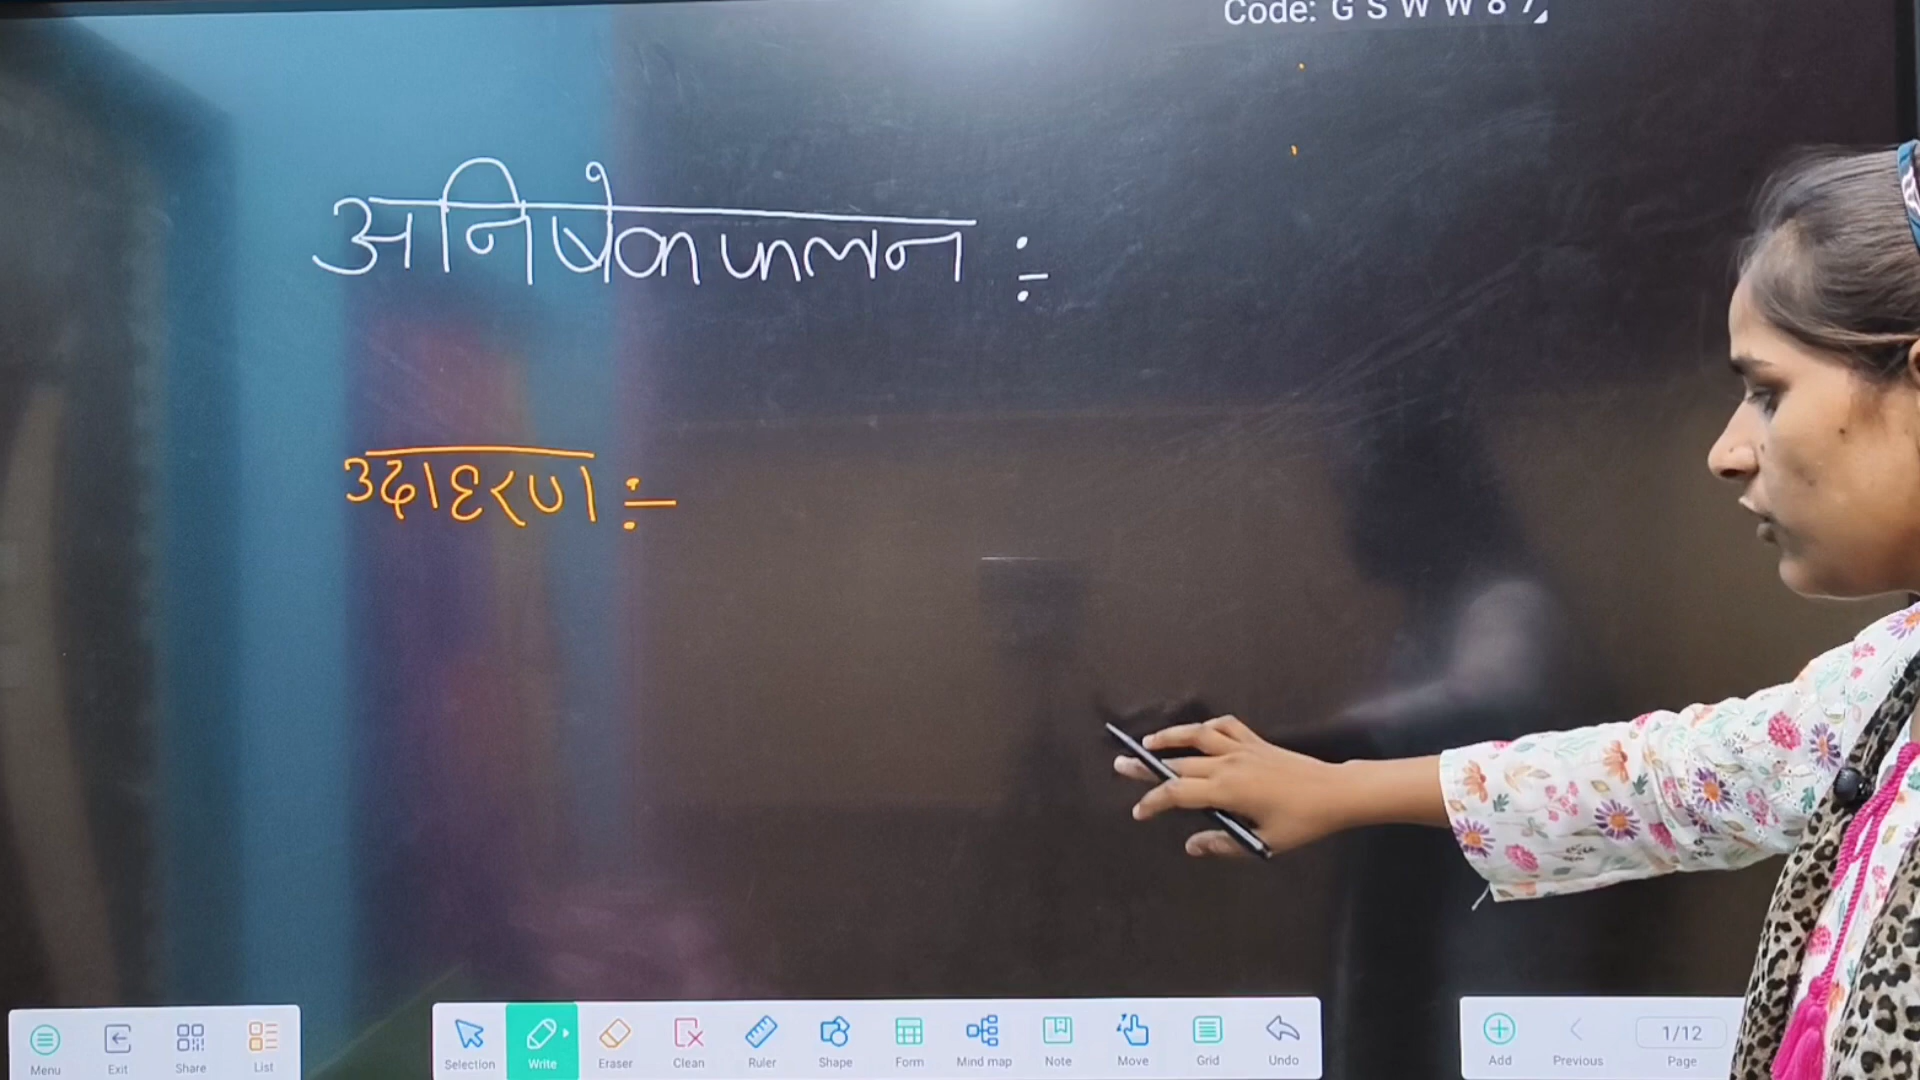 Code: G S W W 8 7
अनिषेकफलन :-
उदाहरण :-
Menu Exit Share List Selection Write Eraser Clean Ruler Shape Form Mind map Note Move Grid Undo Add Previous 1/12 Page